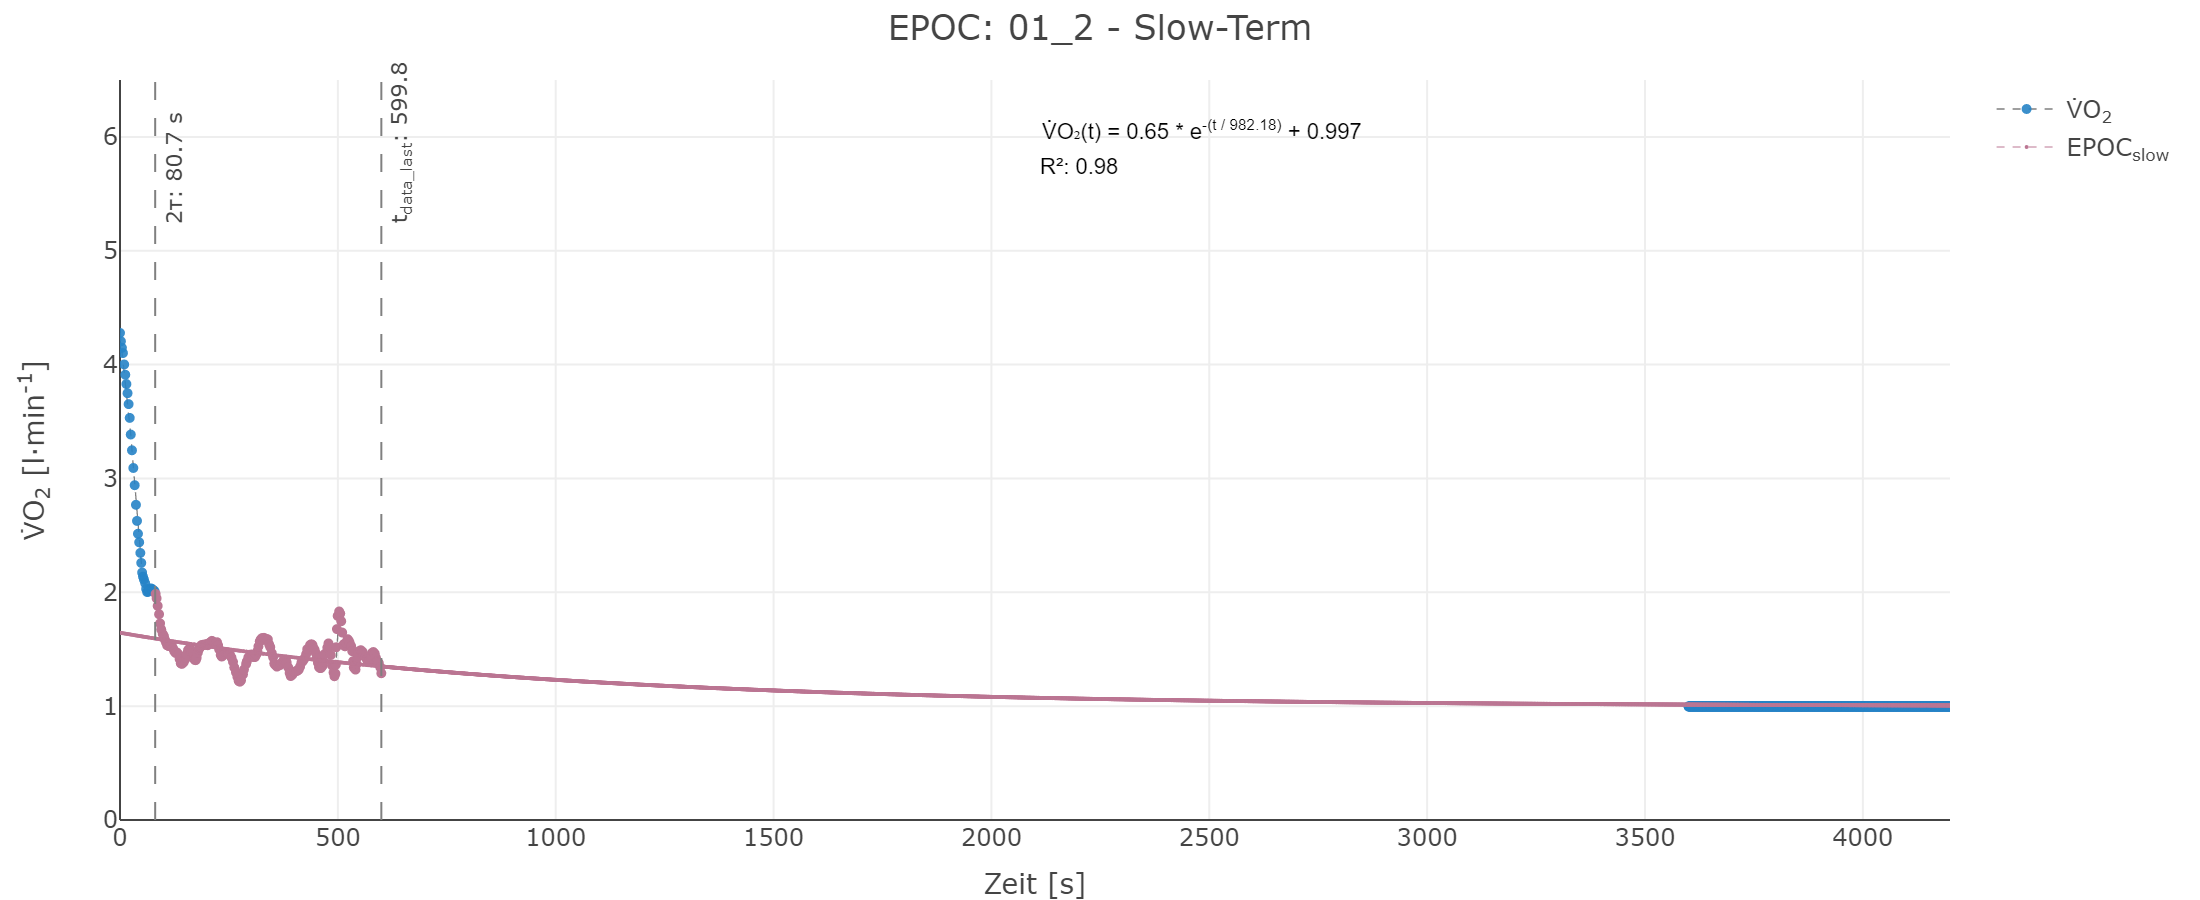 EPOC: 01_2 - Slow-Term
2τ: 80.7 s
t_data_last: 599.8
V̇O₂(t) = 0.65 * e^-(t / 982.18) + 0.997
R²: 0.98
V̇O₂
EPOC_slow
V̇O₂ [l·min⁻¹]
6
5
4
3
2
1
0
0 500 1000 1500 2000 2500 3000 3500 4000
Zeit [s]